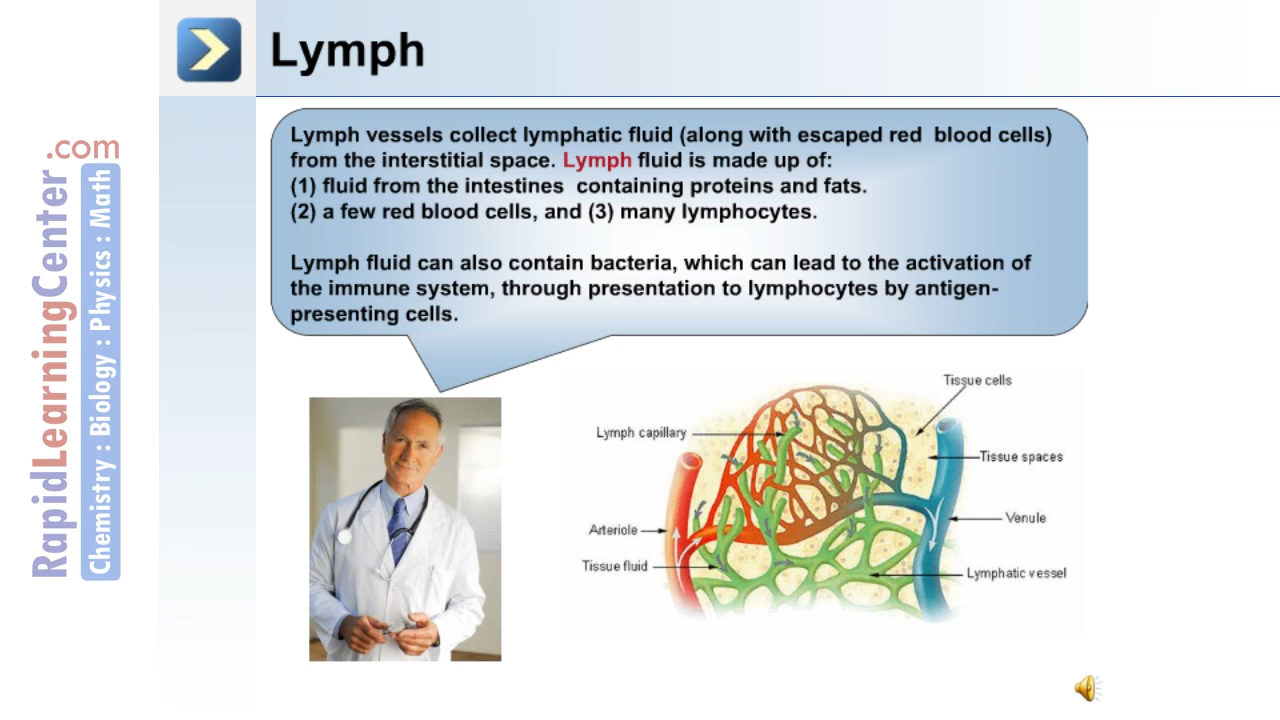 Lymph
Lymph vessels collect lymphatic fluid (along with escaped red blood cells)
from the interstitial space. Lymph fluid is made up of:
(1) fluid from the intestines containing proteins and fats.
(2) a few red blood cells, and (3) many lymphocytes.
Lymph fluid can also contain bacteria, which can lead to the activation of
the immune system, through presentation to lymphocytes by antigen-
presenting cells.
Tissue cells
Lymph capillary
Tissue spaces
Arteriole
Venule
Tissue fluid
Lymphatic vessel
RapidLearningCenter.com
Chemistry : Biology : Physics : Math